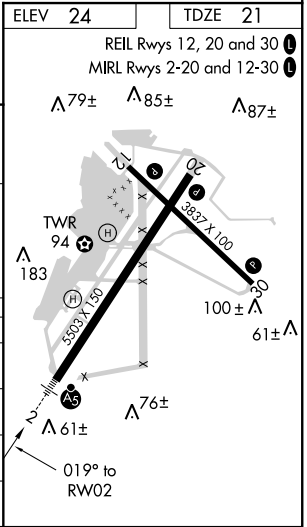 ELEV 24
TDZE 21
REIL Rwys 12, 20 and 30 L
MIRL Rwys 2-20 and 12-30 L
79±
85±
87±
12
P
20
P
3837 X 100
TWR
94
H
183
H
P
30
100 ±
61±
5503 X 150
A5
2
76±
61±
019° to
RW02